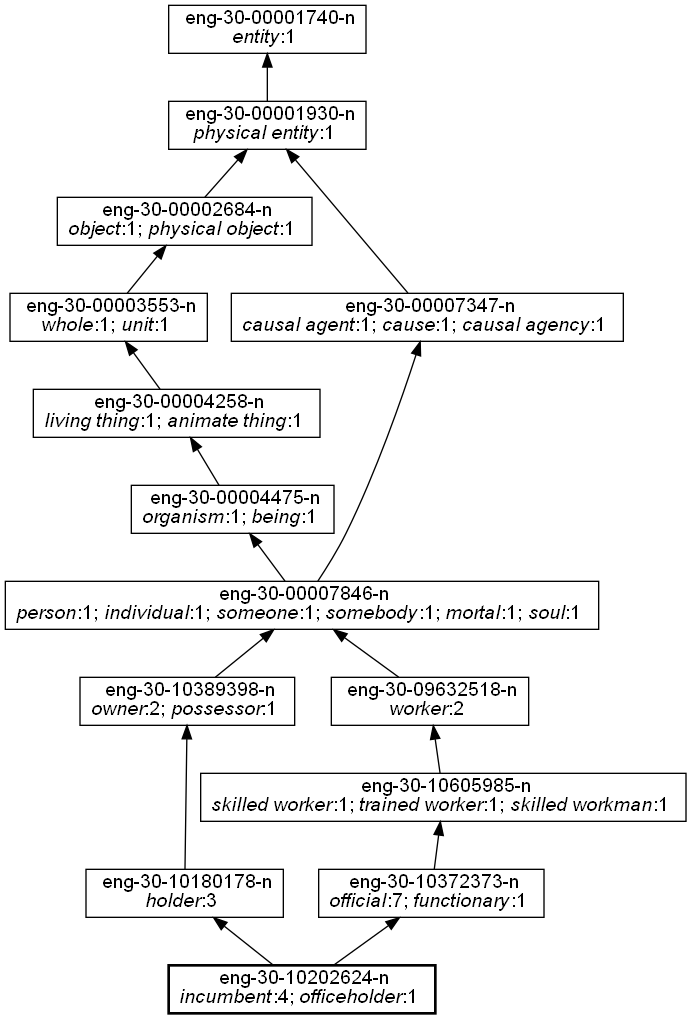 eng-30-00001740-n
entity:1
eng-30-00001930-n
physical entity:1
eng-30-00002684-n
object:1; physical object:1
eng-30-00003553-n
whole:1; unit:1
eng-30-00007347-n
causal agent:1; cause:1; causal agency:1
eng-30-00004258-n
living thing:1; animate thing:1
eng-30-00004475-n
organism:1; being:1
eng-30-00007846-n
person:1; individual:1; someone:1; somebody:1; mortal:1; soul:1
eng-30-10389398-n
owner:2; possessor:1
eng-30-09632518-n
worker:2
eng-30-10605985-n
skilled worker:1; trained worker:1; skilled workman:1
eng-30-10180178-n
holder:3
eng-30-10372373-n
official:7; functionary:1
eng-30-10202624-n
incumbent:4; officeholder:1